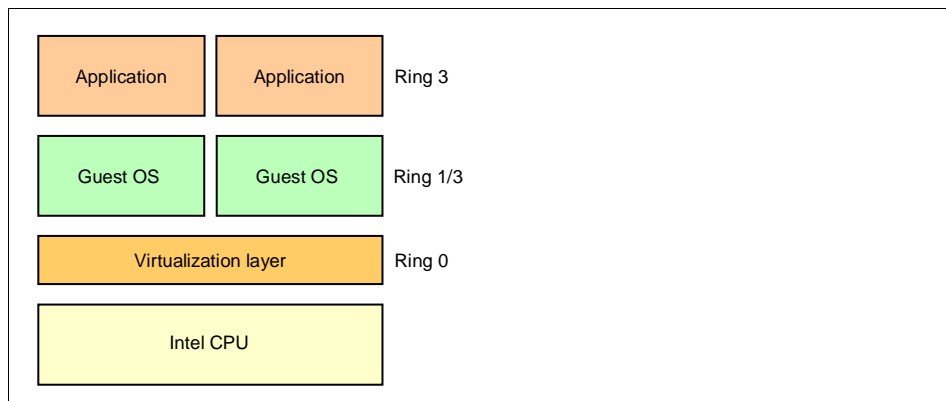 Application Application Ring 3
Guest OS Guest OS Ring 1/3
Virtualization layer Ring 0
Intel CPU